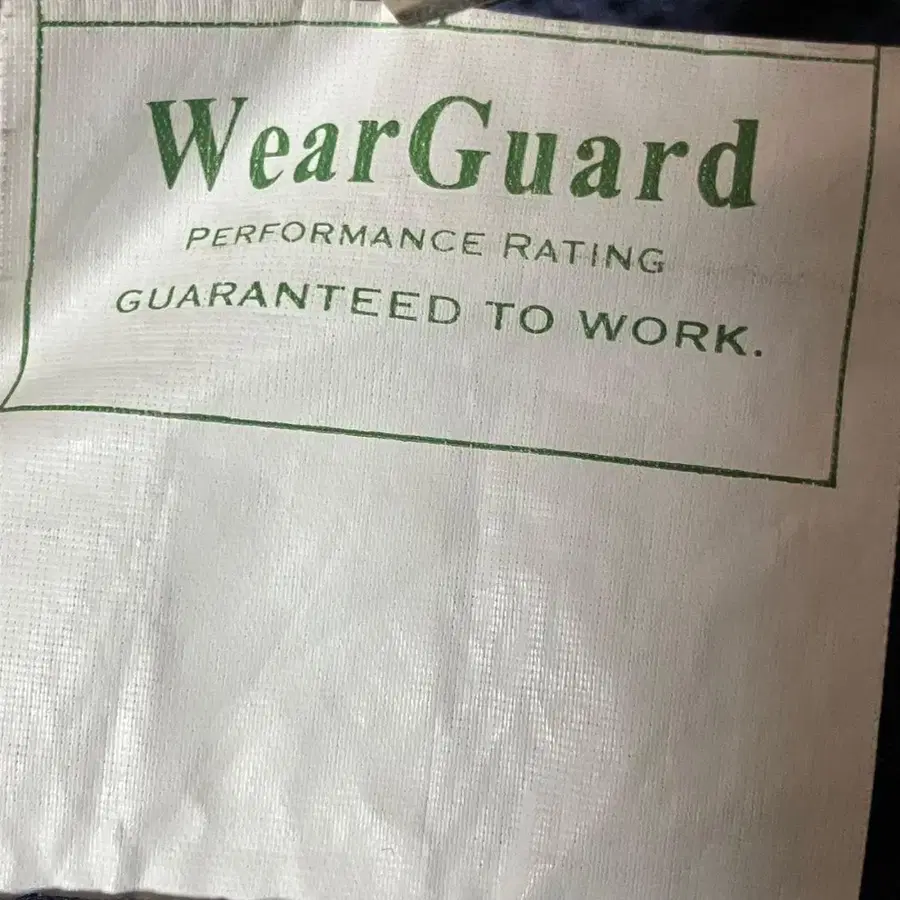 WearGuard
PERFORMANCE RATING
GUARANTEED TO WORK.